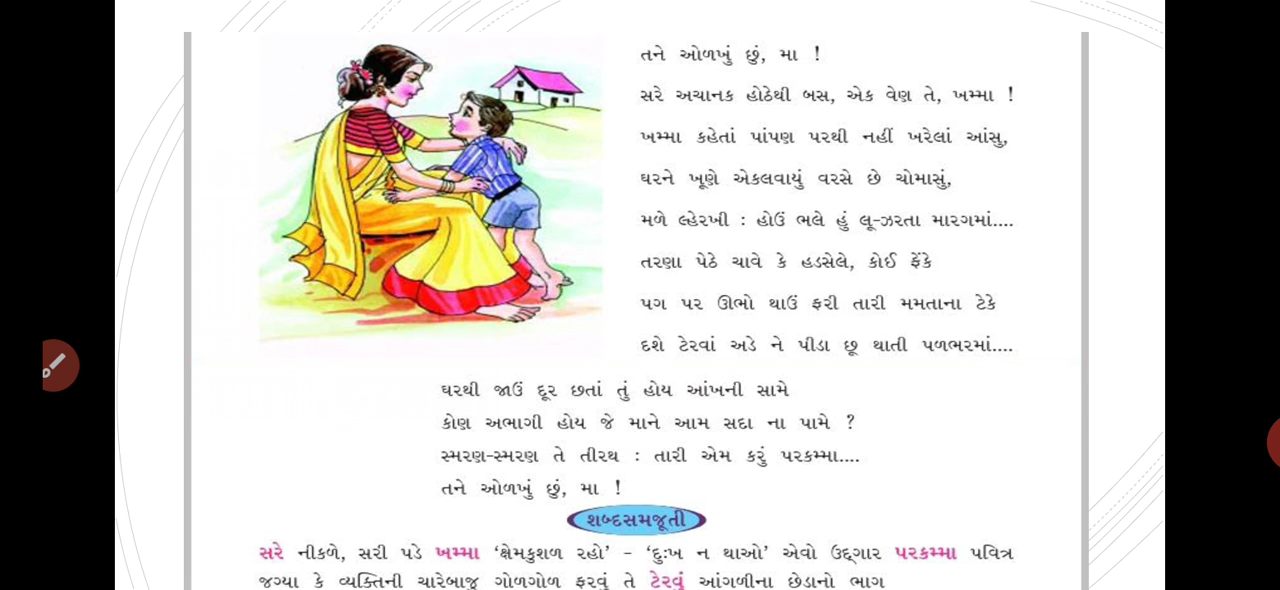 તને ઓળખું છું, મા !
સરે અચાનક હોઠેથી બસ, એક વેણ તે, ખમ્મા !
ખમ્મા કહેતાં પાંપણ પરથી નહીં ખરેલાં આંસુ,
ઘરને ખૂણે એકલવાયું વરસે છે ચોમાસું,
મળે લ્હેરખી : હોઉં ભલે હું લૂ-ઝરતા મારગમાં....
તરણા પેઠે ચાવે કે હડસેલે, કોઈ ફેંકે
પગ પર ઊભો થાઉં ફરી તારી મમતાના ટેકે
દશે ટેરવાં અડે ને પીડા છૂ થાતી પળભરમાં....
ઘરથી જાઉં દૂર છતાં તું હોય આંખની સામે
કોણ અભાગી હોય જે માને આમ સદા ના પામે ?
સ્મરણ-સ્મરણ તે તીરથ : તારી એમ કરું પરકમ્મા....
તને ઓળખું છું, મા !
શબ્દસમજૂતી
સરે નીકળે, સરી પડે ખમ્મા ‘ક્ષેમકુશળ રહો’ - ‘દુઃખ ન થાઓ’ એવો ઉદ્દગાર પરકમ્મા પવિત્ર
જગ્યા કે વ્યક્તિની ચારેબાજુ ગોળગોળ ફરવું તે ટેરવું આંગળીના છેડાનો ભાગ